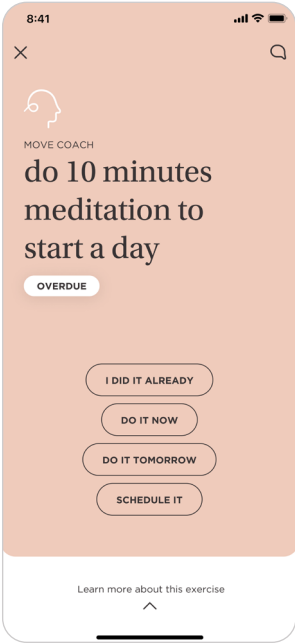 8:41
MOVE COACH
do 10 minutes
meditation to
start a day
OVERDUE
I DID IT ALREADY
DO IT NOW
DO IT TOMORROW
SCHEDULE IT
Learn more about this exercise